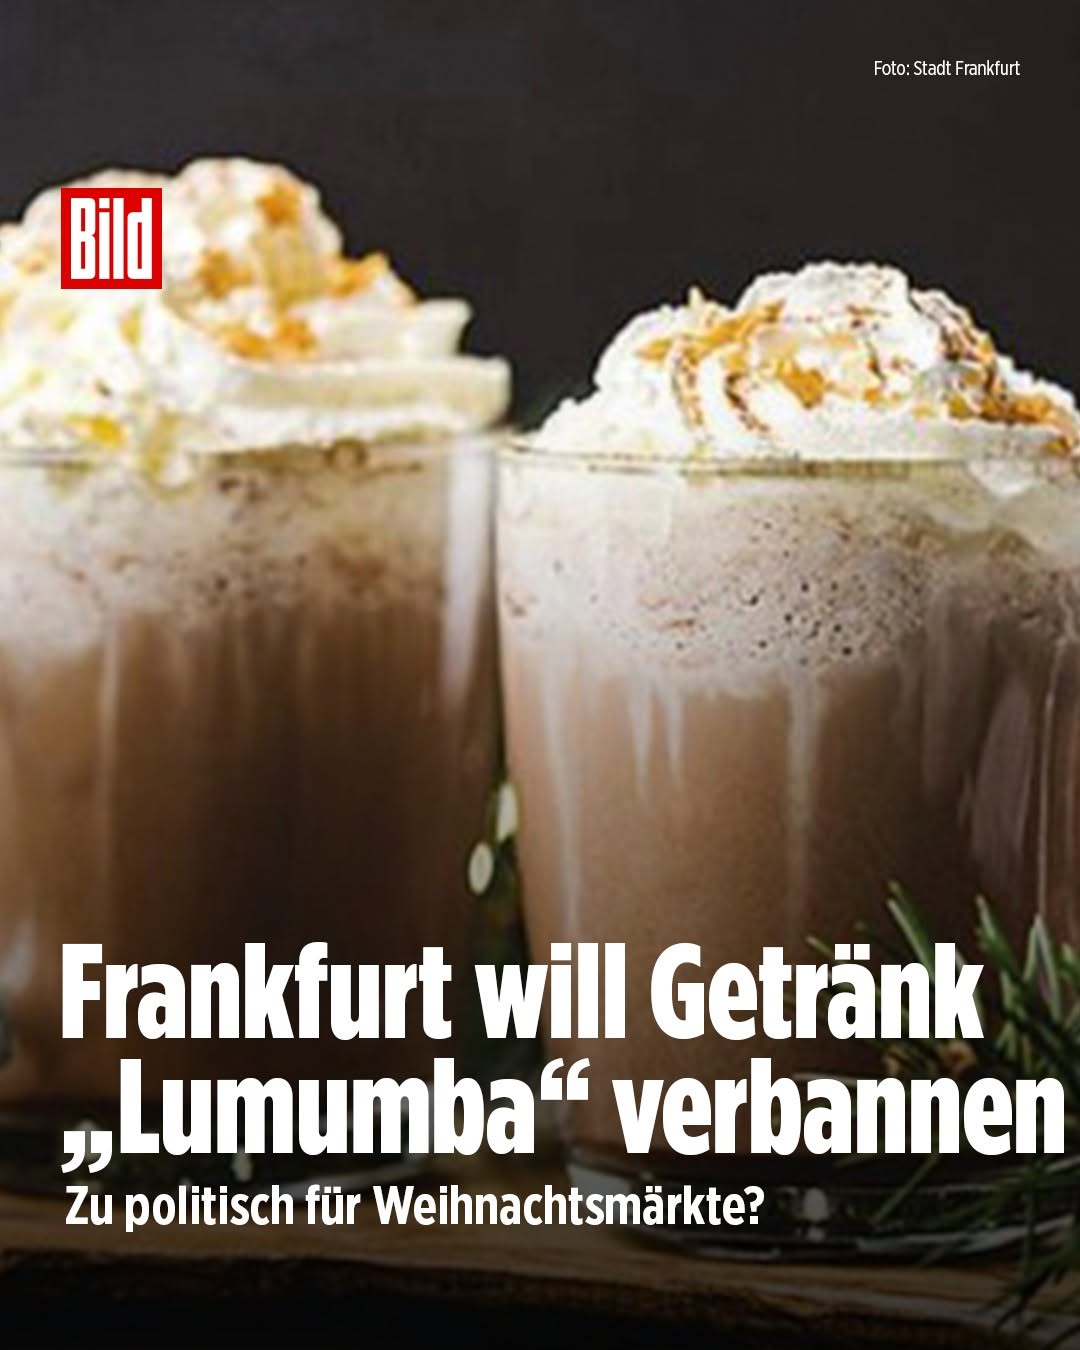 Foto: Stadt Frankfurt
Bild
Frankfurt will Getränk
„Lumumba“ verbannen
Zu politisch für Weihnachtsmärkte?